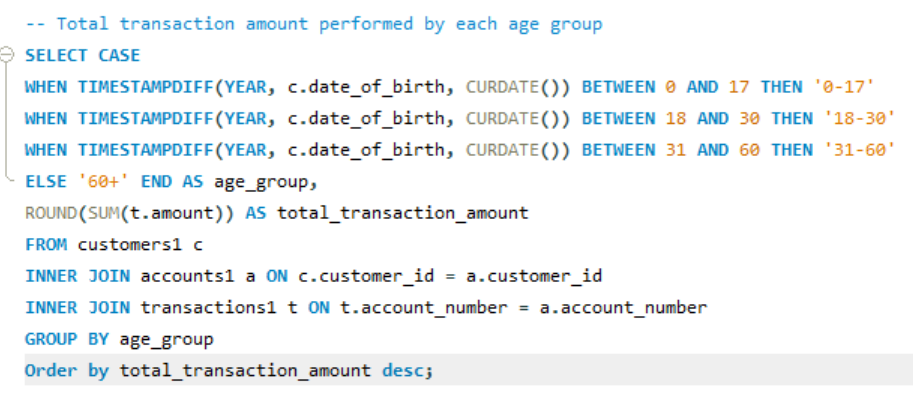 -- Total transaction amount performed by each age group
SELECT CASE
WHEN TIMESTAMPDIFF(YEAR, c.date_of_birth, CURDATE()) BETWEEN 0 AND 17 THEN '0-17'
WHEN TIMESTAMPDIFF(YEAR, c.date_of_birth, CURDATE()) BETWEEN 18 AND 30 THEN '18-30'
WHEN TIMESTAMPDIFF(YEAR, c.date_of_birth, CURDATE()) BETWEEN 31 AND 60 THEN '31-60'
ELSE '60+' END AS age_group,
ROUND(SUM(t.amount)) AS total_transaction_amount
FROM customers1 c
INNER JOIN accounts1 a ON c.customer_id = a.customer_id
INNER JOIN transactions1 t ON t.account_number = a.account_number
GROUP BY age_group
Order by total_transaction_amount desc;